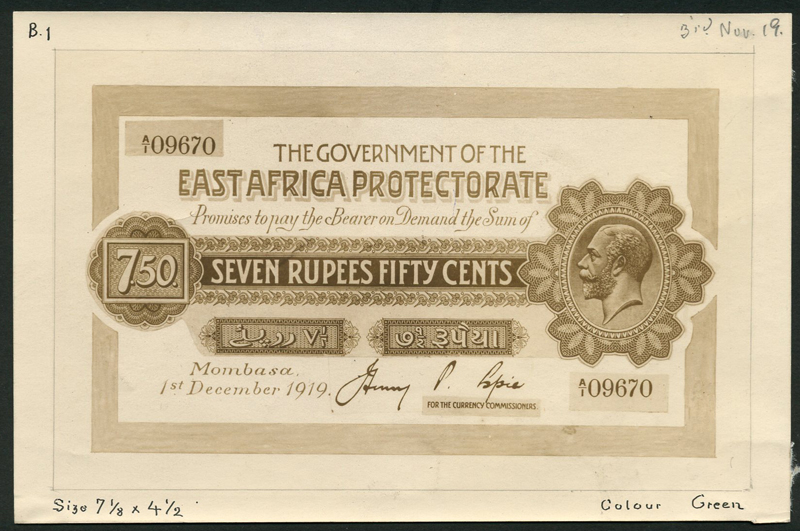 B.1
3rd Nov. 19.
A/1 09670
THE GOVERNMENT OF THE
EAST AFRICA PROTECTORATE
Promises to pay the Bearer on Demand the Sum of
7.50.
SEVEN RUPEES FIFTY CENTS
૭૧/૨ રૂપૈયા
Mombasa.
1st December 1919.
FOR THE CURRENCY COMMISSIONERS.
A/1 09670
Size 7 1/8 x 4 1/2
Colour Green